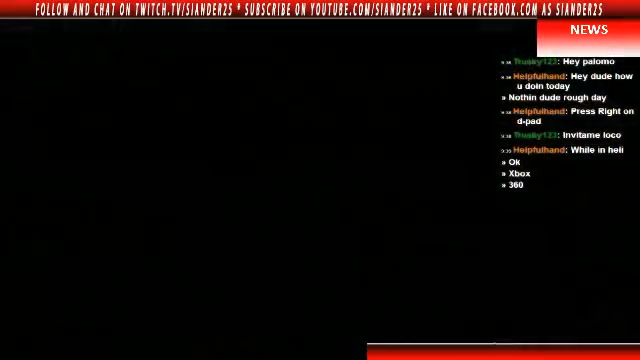 FOLLOW AND CHAT ON TWITCH.TV/SIANDER25 * SUBSCRIBE ON YOUTUBE.COM/SIANDER25 * LIKE ON FACEBOOK.COM AS SIANDER25
NEWS
Trusky123: Hey palomo
Helpfulhand: Hey dude how
u doin today
» Nothin dude rough day
Helpfulhand: Press Right on
d-pad
Trusky123: Invitame loco
Helpfulhand: While in heli
» Ok
» Xbox
» 360